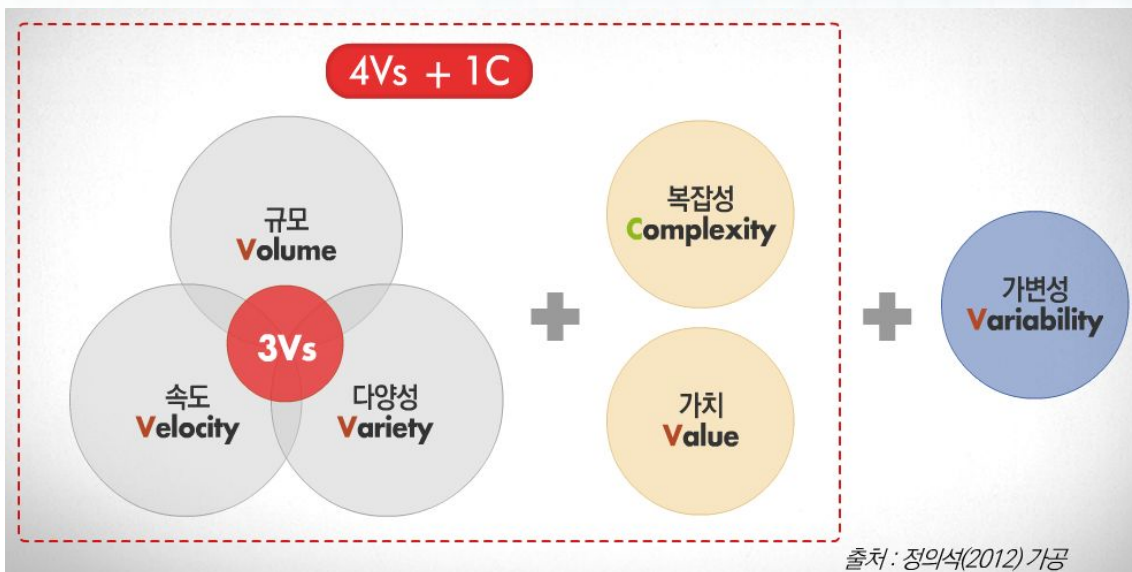 4Vs + 1C
규모
Volume
3Vs
속도
Velocity
다양성
Variety
복잡성
Complexity
가치
Value
가변성
Variability
출처 : 정의석(2012) 가공